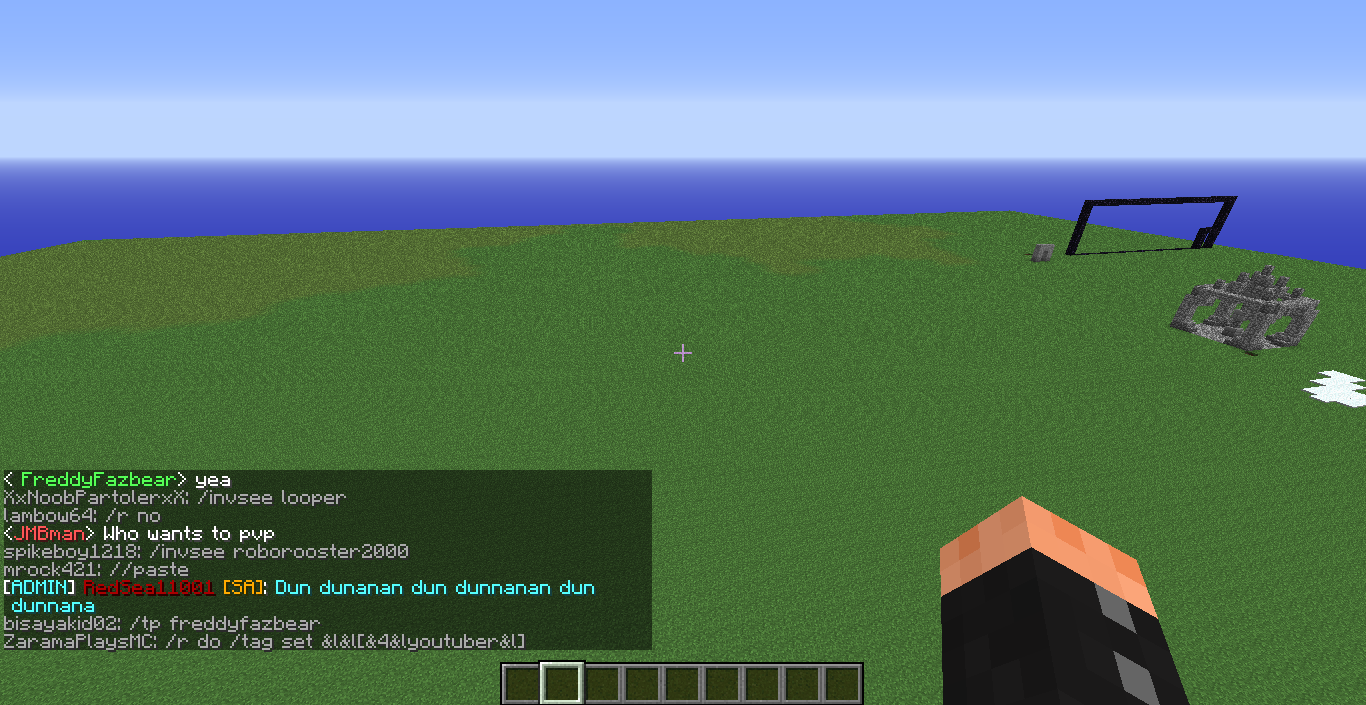 < FreddyFazbear> yea
XxNoobPartolerxX: /invsee looper
lambow64: /r no
<JMBman> Who wants to pvp
spikeboy1218: /invsee roborooster2000
mrock421: //paste
[ADMIN] RedSea11001 [SA]: Dun dunanan dun dunnanan dun
dunnana
bisayakid02: /tp freddyfazbear
ZaramaPlaysMC: /r do /tag set &l&l[&4&lyoutuber&l]